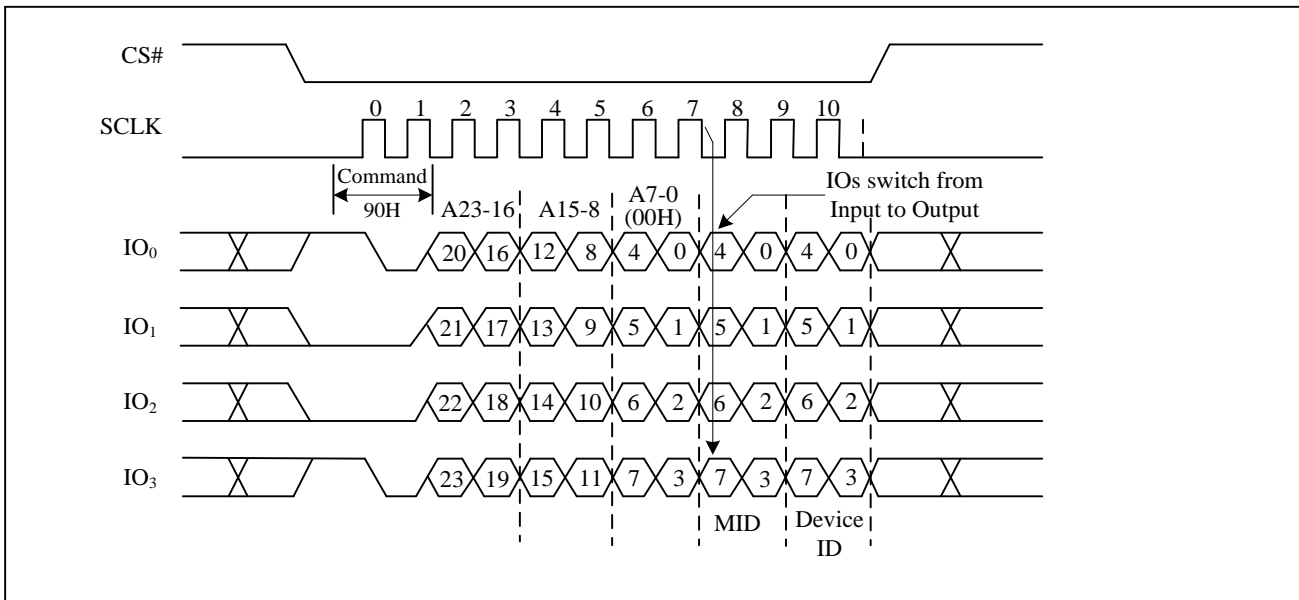 CS#
0 1 2 3 4 5 6 7 8 9 10
SCLK
Command
90H
A23-16
A15-8
A7-0
(00H)
IOs switch from
Input to Output
IO0 20 16 12 8 4 0 4 0 4 0
IO1 21 17 13 9 5 1 5 1 5 1
IO2 22 18 14 10 6 2 6 2 6 2
IO3 23 19 15 11 7 3 7 3 7 3
MID
Device
ID